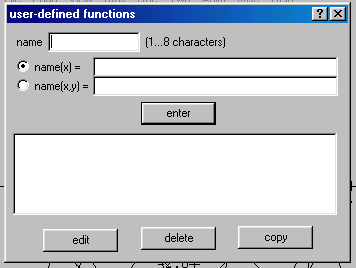 user-defined functions
name (1...8 characters)
name(x) =
name(x,y) =
enter
edit delete copy